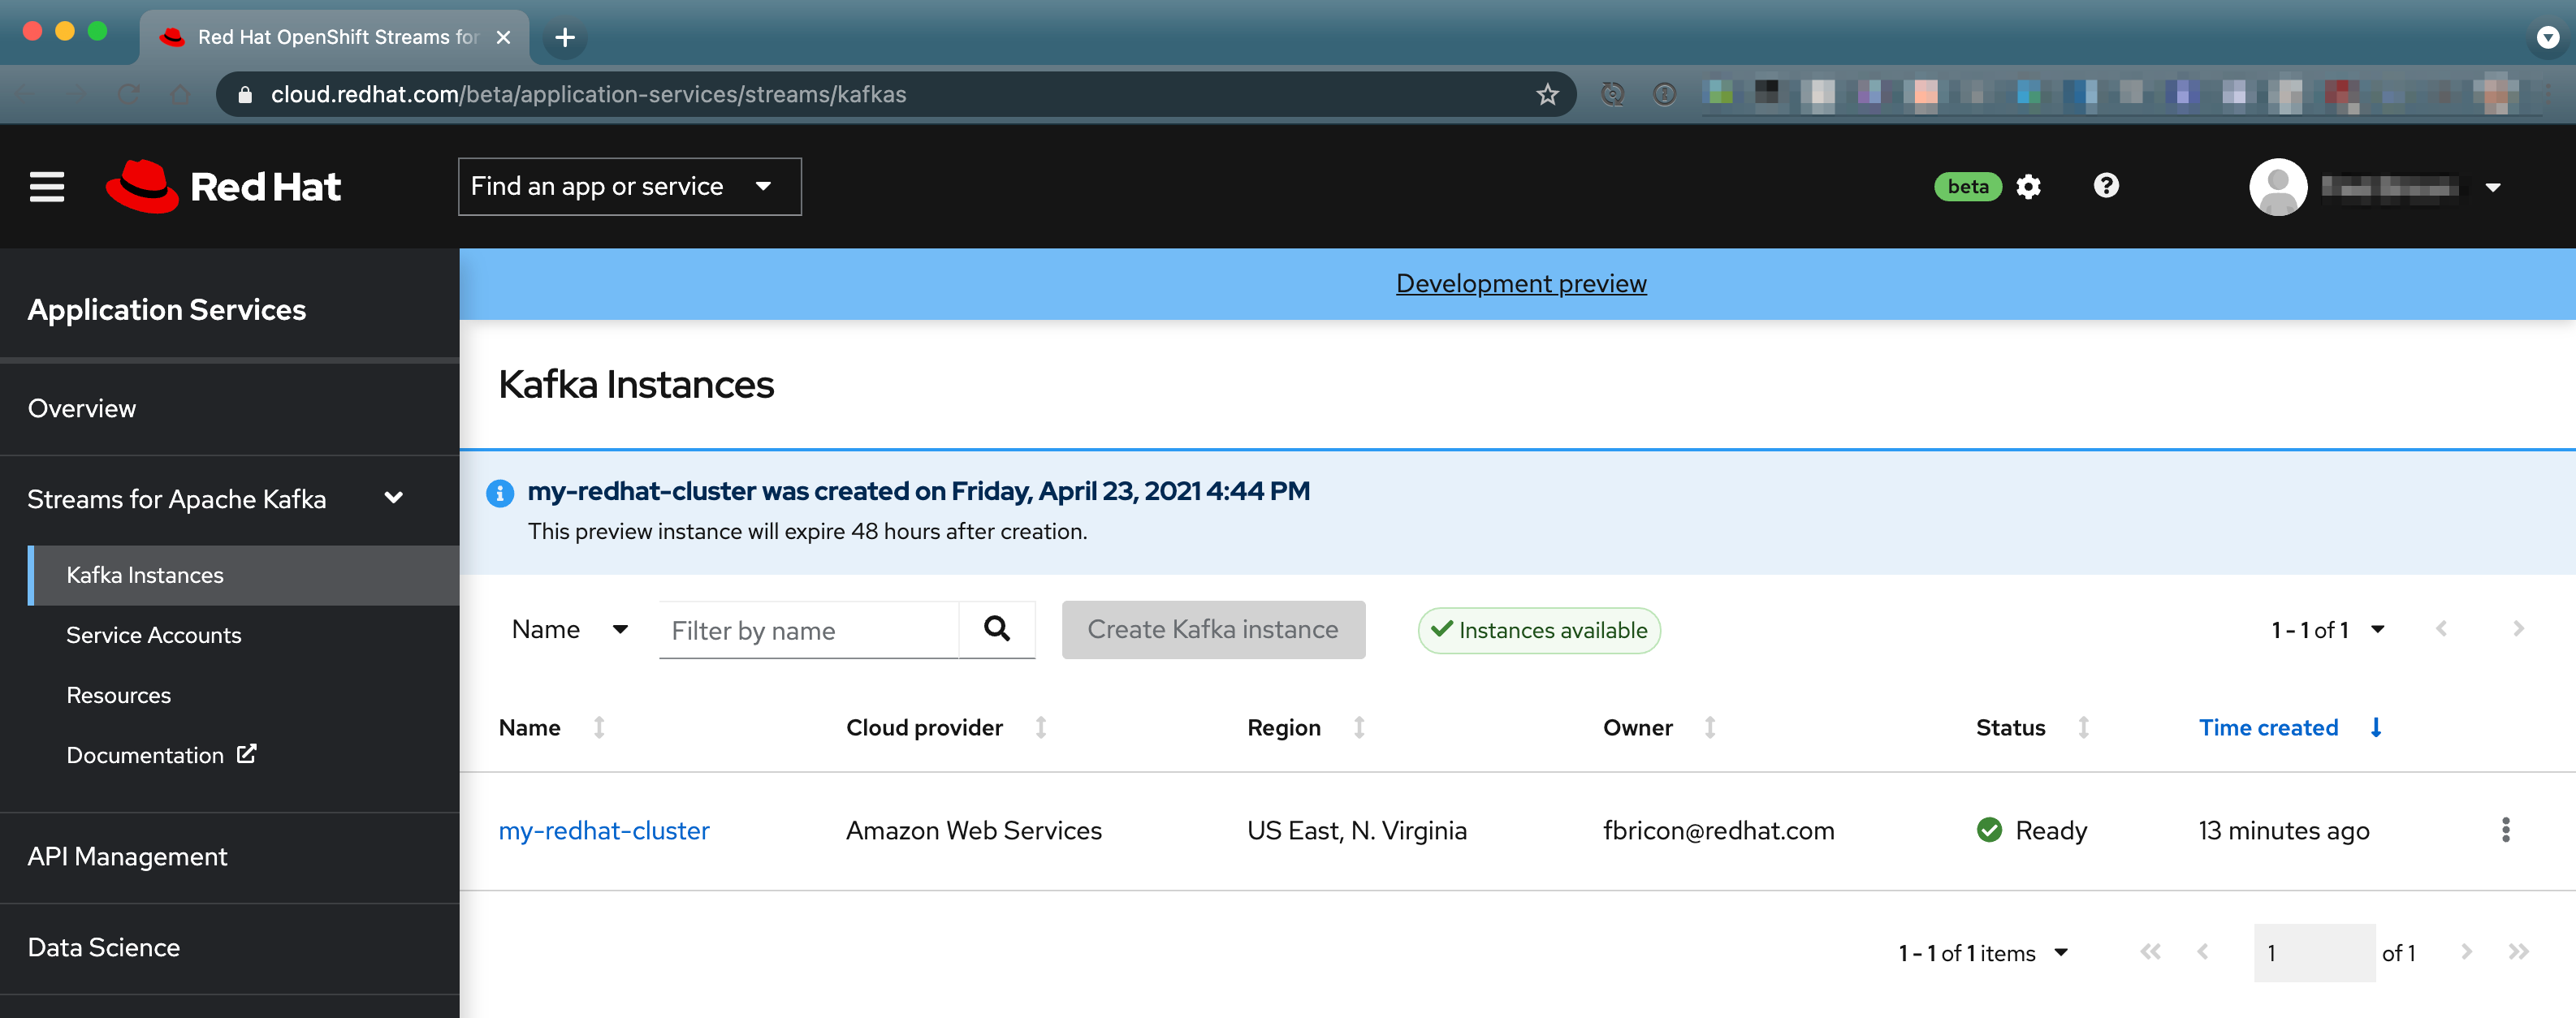 Red Hat OpenShift Streams for
cloud.redhat.com/beta/application-services/streams/kafkas
Red Hat
Find an app or service
beta
Application Services
Overview
Streams for Apache Kafka
Kafka Instances
Service Accounts
Resources
Documentation
API Management
Data Science
Development preview
Kafka Instances
my-redhat-cluster was created on Friday, April 23, 2021 4:44 PM
This preview instance will expire 48 hours after creation.
Name Filter by name Create Kafka instance Instances available 1 - 1 of 1
Name Cloud provider Region Owner Status Time created
my-redhat-cluster Amazon Web Services US East, N. Virginia fbricon@redhat.com Ready 13 minutes ago
1 - 1 of 1 items 1 of 1